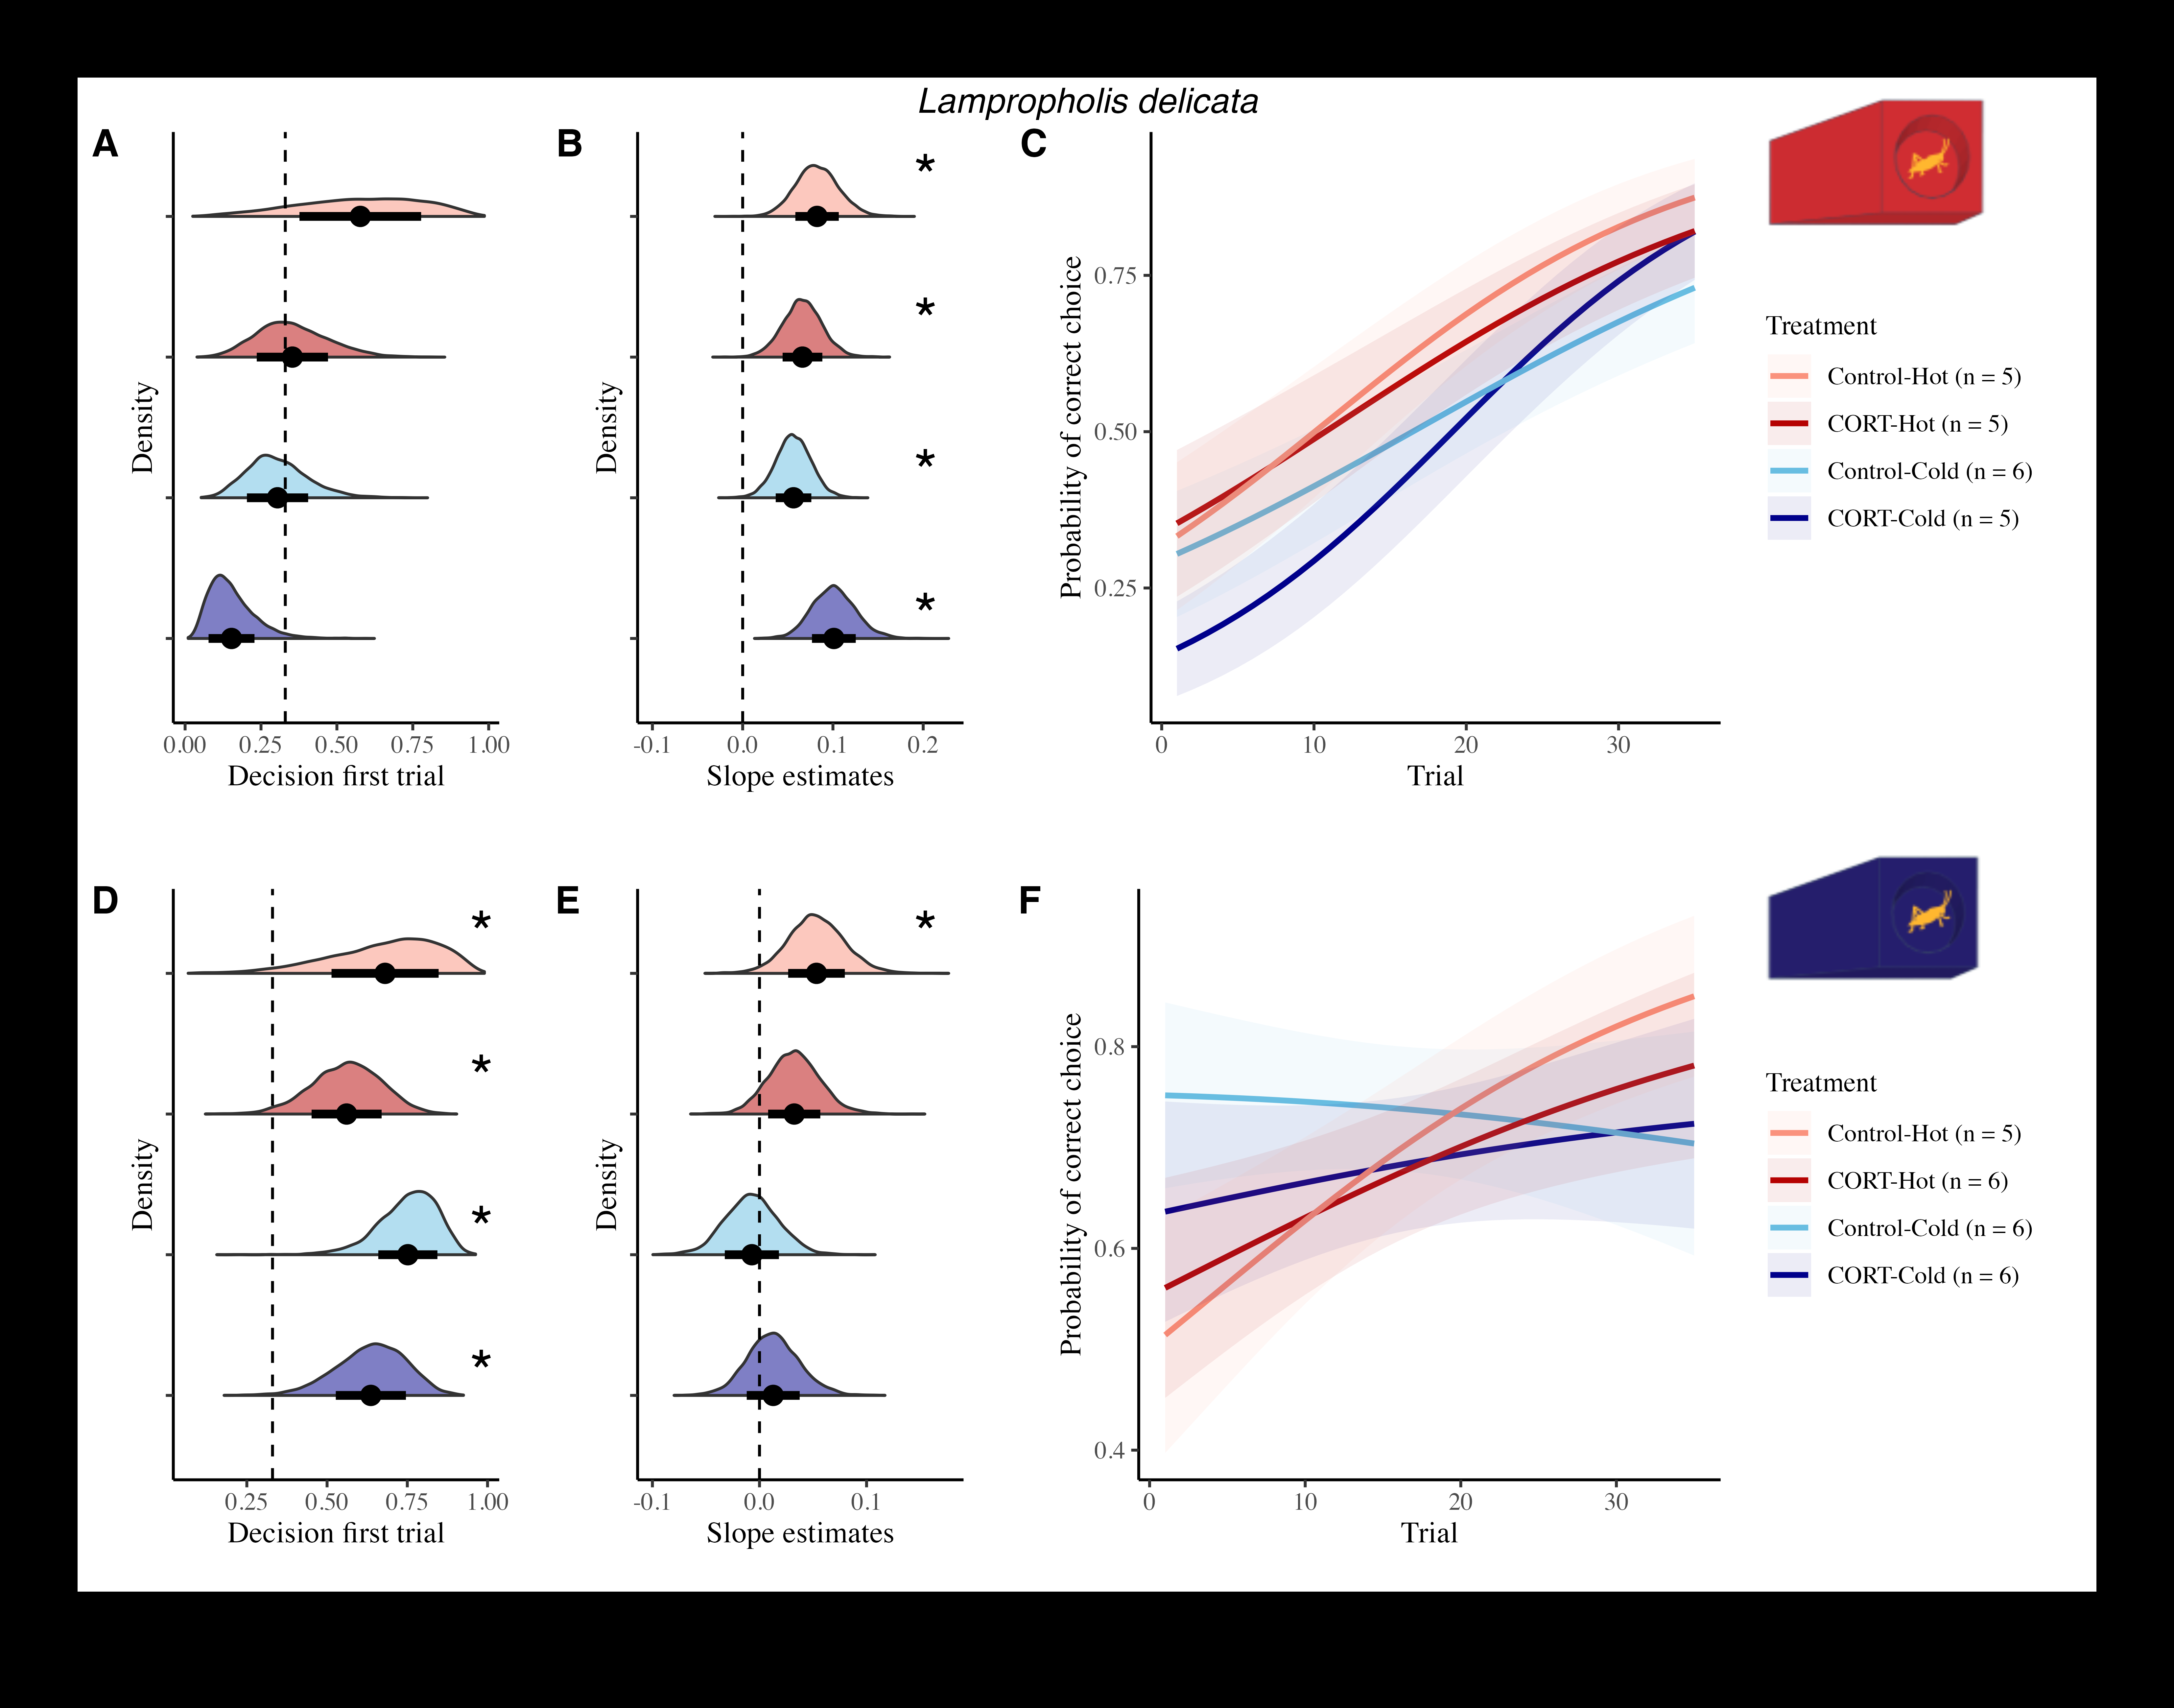 Lampropholis delicata
A
B
C
*
*
*
*
Density
Density
Probability of correct choice
0.75
0.50
0.25
0.00 0.25 0.50 0.75 1.00
-0.1 0.0 0.1 0.2
0 10 20 30
Decision first trial
Slope estimates
Trial
Treatment
Control-Hot (n = 5)
CORT-Hot (n = 5)
Control-Cold (n = 6)
CORT-Cold (n = 5)
D
E
F
*
*
*
*
*
Density
Density
Probability of correct choice
0.8
0.6
0.4
0.25 0.50 0.75 1.00
-0.1 0.0 0.1
0 10 20 30
Decision first trial
Slope estimates
Trial
Treatment
Control-Hot (n = 5)
CORT-Hot (n = 6)
Control-Cold (n = 6)
CORT-Cold (n = 6)